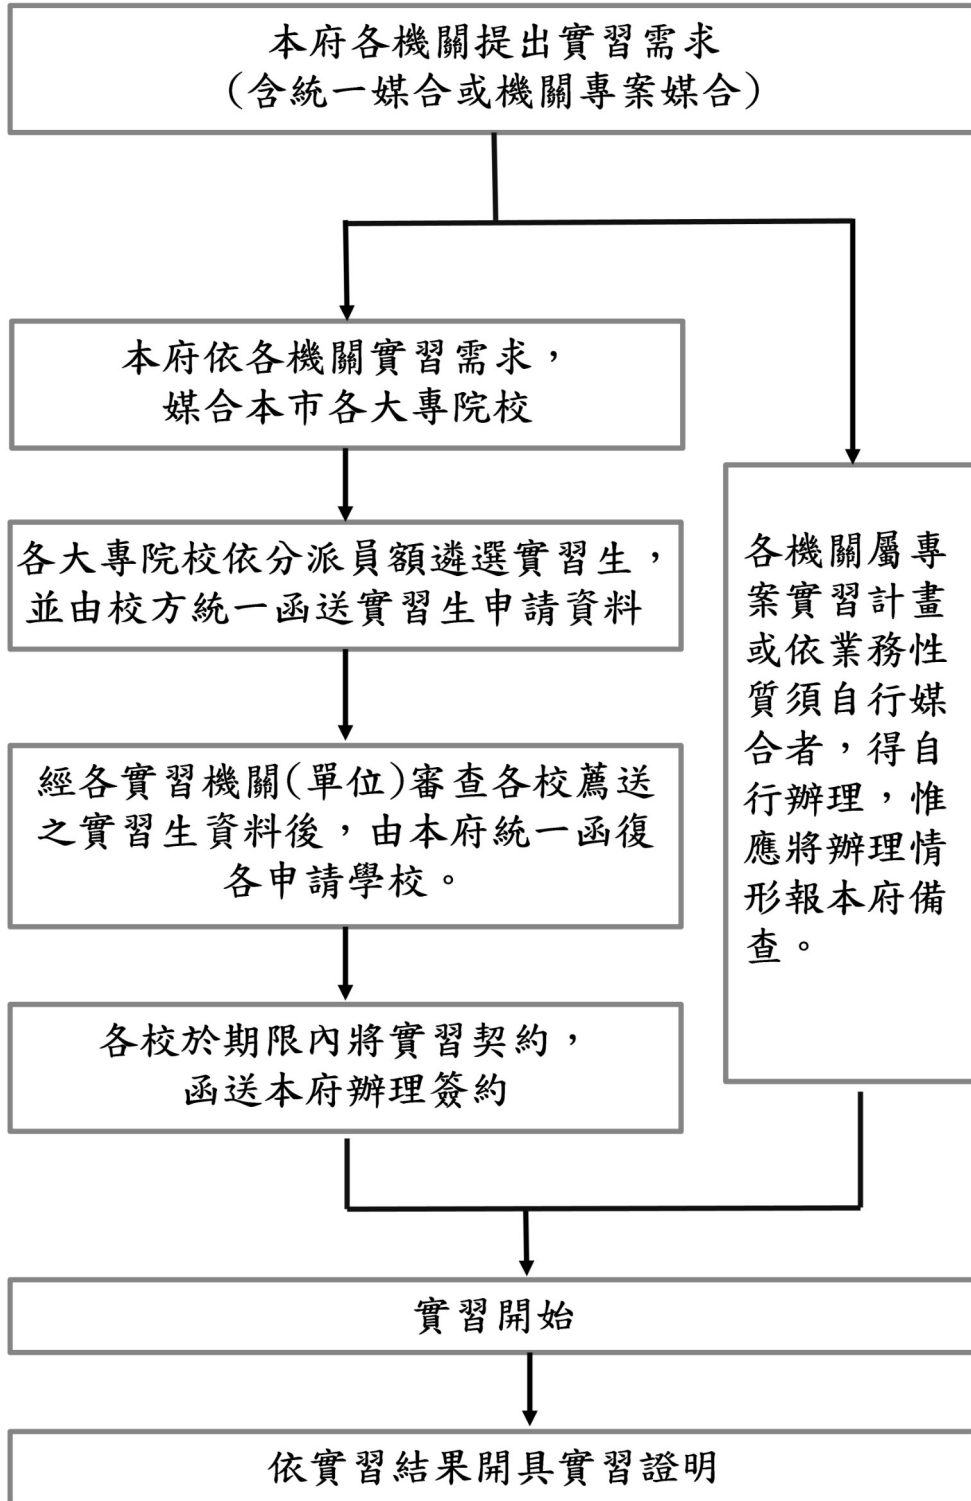 本府各機關提出實習需求
(含統一媒合或機關專案媒合)
本府依各機關實習需求，
媒合本市各大專院校
各大專院校依分派員額遴選實習生，
並由校方統一函送實習生申請資料
經各實習機關(單位)審查各校薦送
之實習生資料後，由本府統一函復
各申請學校。
各校於期限內將實習契約，
函送本府辦理簽約
各機關屬專
案實習計畫
或依業務性
質須自行媒
合者，得自
行辦理，惟
應將辦理情
形報本府備
查。
實習開始
依實習結果開具實習證明